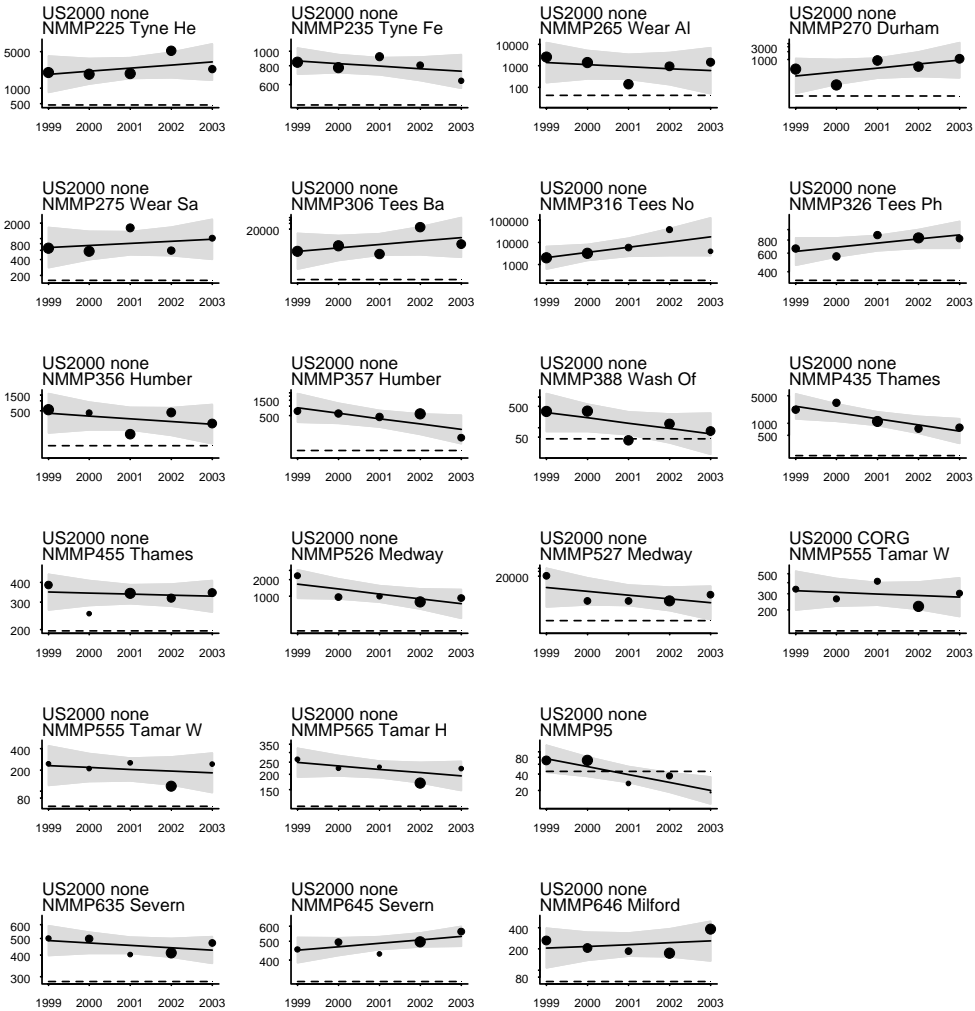 US2000 none
NMMP225 Tyne He
5000
1000
500
1999 2000 2001 2002 2003
US2000 none
NMMP235 Tyne Fe
1000
800
600
1999 2000 2001 2002 2003
US2000 none
NMMP265 Wear Al
10000
1000
100
1999 2000 2001 2002 2003
US2000 none
NMMP270 Durham
3000
1000
1999 2000 2001 2002 2003
US2000 none
NMMP275 Wear Sa
2000
800
400
200
1999 2000 2001 2002 2003
US2000 none
NMMP306 Tees Ba
20000
1999 2000 2001 2002 2003
US2000 none
NMMP316 Tees No
100000
10000
1000
1999 2000 2001 2002 2003
US2000 none
NMMP326 Tees Ph
800
600
400
1999 2000 2001 2002 2003
US2000 none
NMMP356 Humber
1500
500
1999 2000 2001 2002 2003
US2000 none
NMMP357 Humber
1500
500
1999 2000 2001 2002 2003
US2000 none
NMMP388 Wash Of
500
50
1999 2000 2001 2002 2003
US2000 none
NMMP435 Thames
5000
1000
500
1999 2000 2001 2002 2003
US2000 none
NMMP455 Thames
400
300
200
1999 2000 2001 2002 2003
US2000 none
NMMP526 Medway
2000
1000
1999 2000 2001 2002 2003
US2000 none
NMMP527 Medway
20000
1999 2000 2001 2002 2003
US2000 CORG
NMMP555 Tamar W
500
300
200
1999 2000 2001 2002 2003
US2000 none
NMMP555 Tamar W
400
200
80
1999 2000 2001 2002 2003
US2000 none
NMMP565 Tamar H
350
250
200
150
1999 2000 2001 2002 2003
US2000 none
NMMP95
80
40
20
1999 2000 2001 2002 2003
US2000 none
NMMP635 Severn
600
500
400
300
1999 2000 2001 2002 2003
US2000 none
NMMP645 Severn
600
500
400
1999 2000 2001 2002 2003
US2000 none
NMMP646 Milford
400
200
80
1999 2000 2001 2002 2003